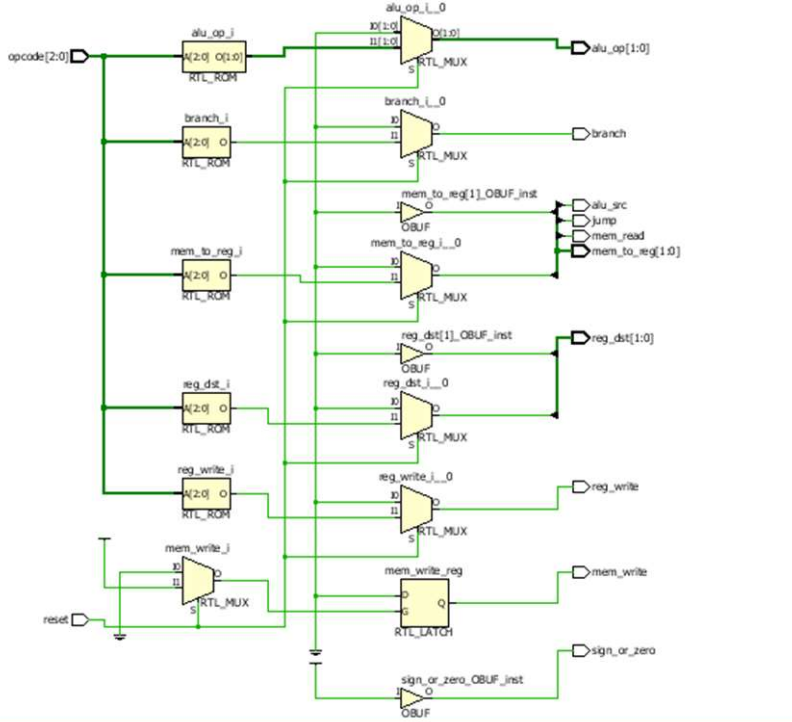 alu_op_i__0
alu_op_i
I0[1:0]
I1[1:0]
O[1:0]
opcode[2:0]
A[2:0] O[1:0]
alu_op[1:0]
S
RTL_MUX
RTL_ROM
branch_i__0
branch_i
I0
O
branch
A[2:0] O
I1
RTL_ROM
S
RTL_MUX
mem_to_reg[1]_OBUF_inst
alu_src
I
O
jump
OBUF
mem_read
mem_to_reg_i__0
mem_to_reg_i
mem_to_reg[1:0]
I0
O
A[2:0] O
I1
RTL_ROM
S
RTL_MUX
reg_dst[1]_OBUF_inst
reg_dst[1:0]
I
O
OBUF
reg_dst_i__0
reg_dst_i
I0
O
A[2:0] O
I1
RTL_ROM
S
RTL_MUX
reg_write_i__0
reg_write_i
reg_write
I0
O
A[2:0] O
I1
RTL_ROM
S
RTL_MUX
mem_write_i
mem_write_reg
mem_write
I0
O
I1
D
Q
G
S
RTL_MUX
reset
RTL_LATCH
sign_or_zero
sign_or_zero_OBUF_inst
I
O
OBUF